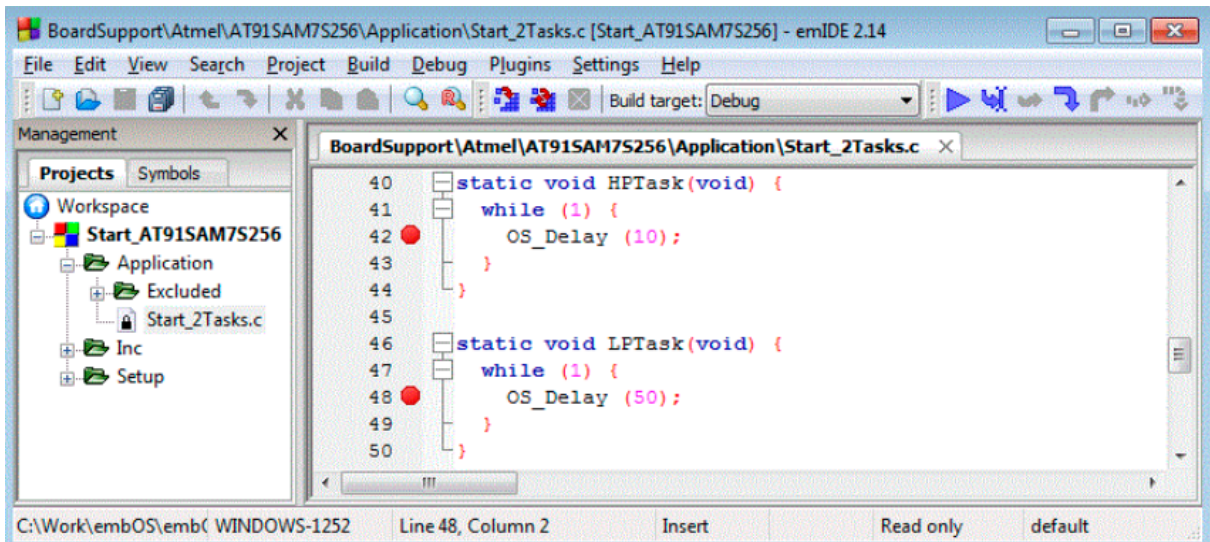 BoardSupport\Atmel\AT91SAM7S256\Application\Start_2Tasks.c [Start_AT91SAM7S256] - emIDE 2.14
File Edit View Search Project Build Debug Plugins Settings Help
Build target: Debug
Management
BoardSupport\Atmel\AT91SAM7S256\Application\Start_2Tasks.c
Projects Symbols
Workspace
Start_AT91SAM7S256
Application
Excluded
Start_2Tasks.c
Inc
Setup
40 static void HPTask(void) {
41 while (1) {
42 OS_Delay (10);
43 }
44 }
45
46 static void LPTask(void) {
47 while (1) {
48 OS_Delay (50);
49 }
50 }
C:\Work\embOS\emb( WINDOWS-1252 Line 48, Column 2 Insert Read only default